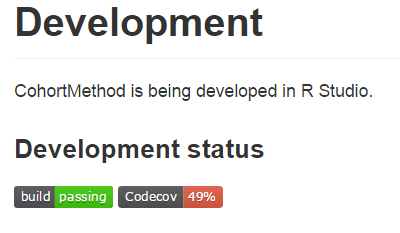 Development
CohortMethod is being developed in R Studio.
Development status
build passing Codecov 49%